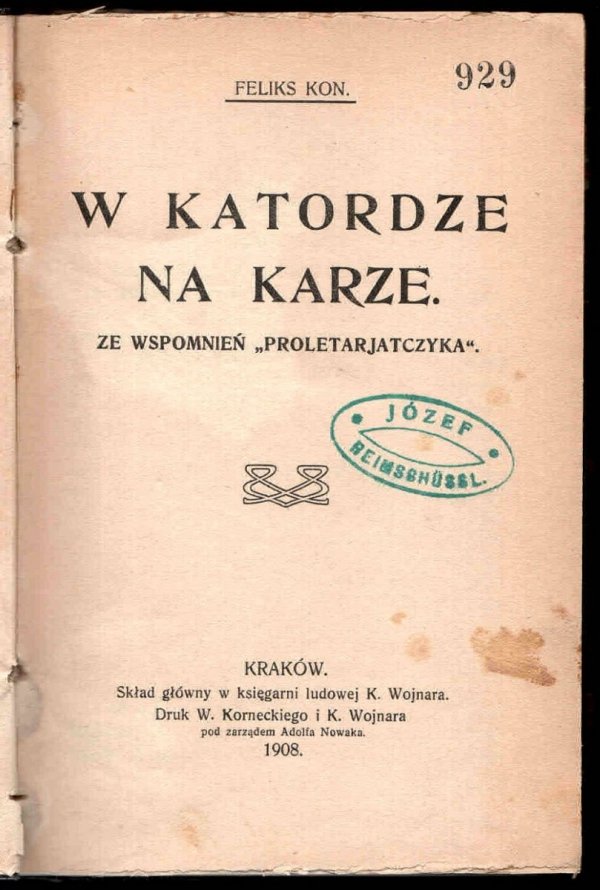 FELIKS KON.
929
W KATORDZE
NA KARZE.
ZE WSPOMNIEŃ „PROLETARJATCZYKA“.
JÓZEF
REIMSCHÜSSL.
KRAKÓW.
Skład główny w księgarni ludowej K. Wojnara.
Druk W. Korneckiego i K. Wojnara
pod zarządem Adolfa Nowaka.
1908.